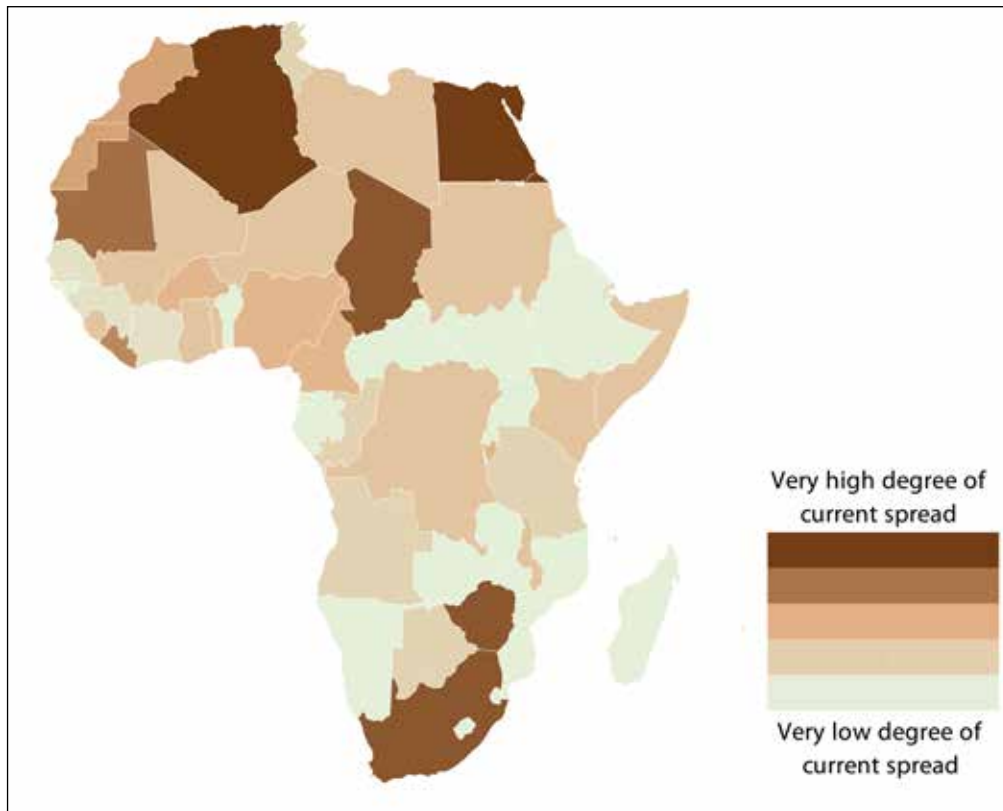 Very high degree of
current spread
Very low degree of
current spread